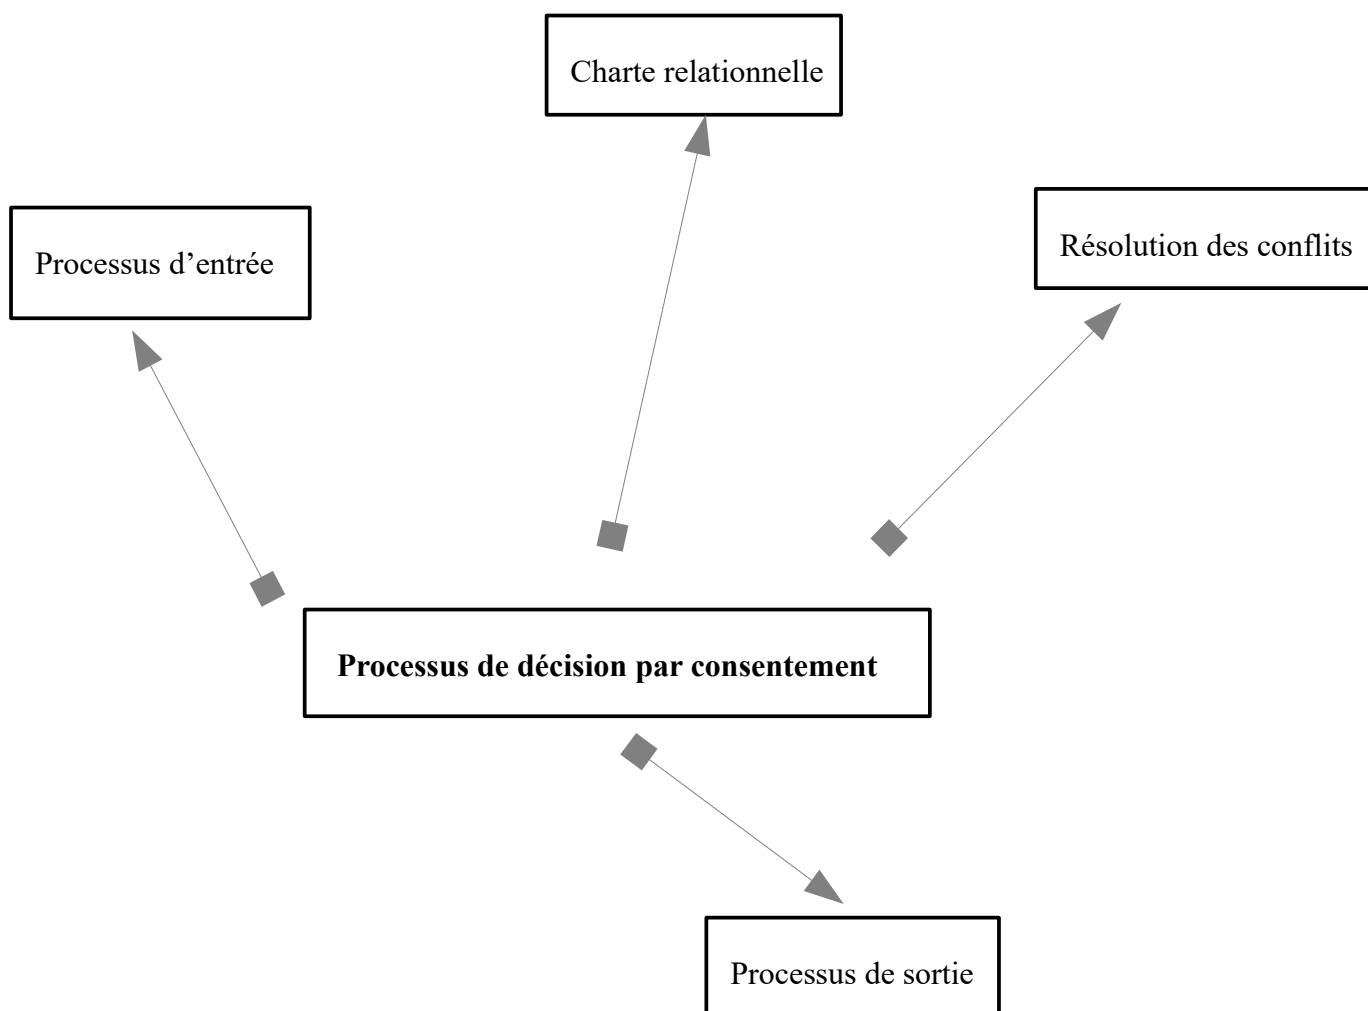 Charte relationnelle
Résolution des conflits
Processus d’entrée
Processus de décision par consentement
Processus de sortie